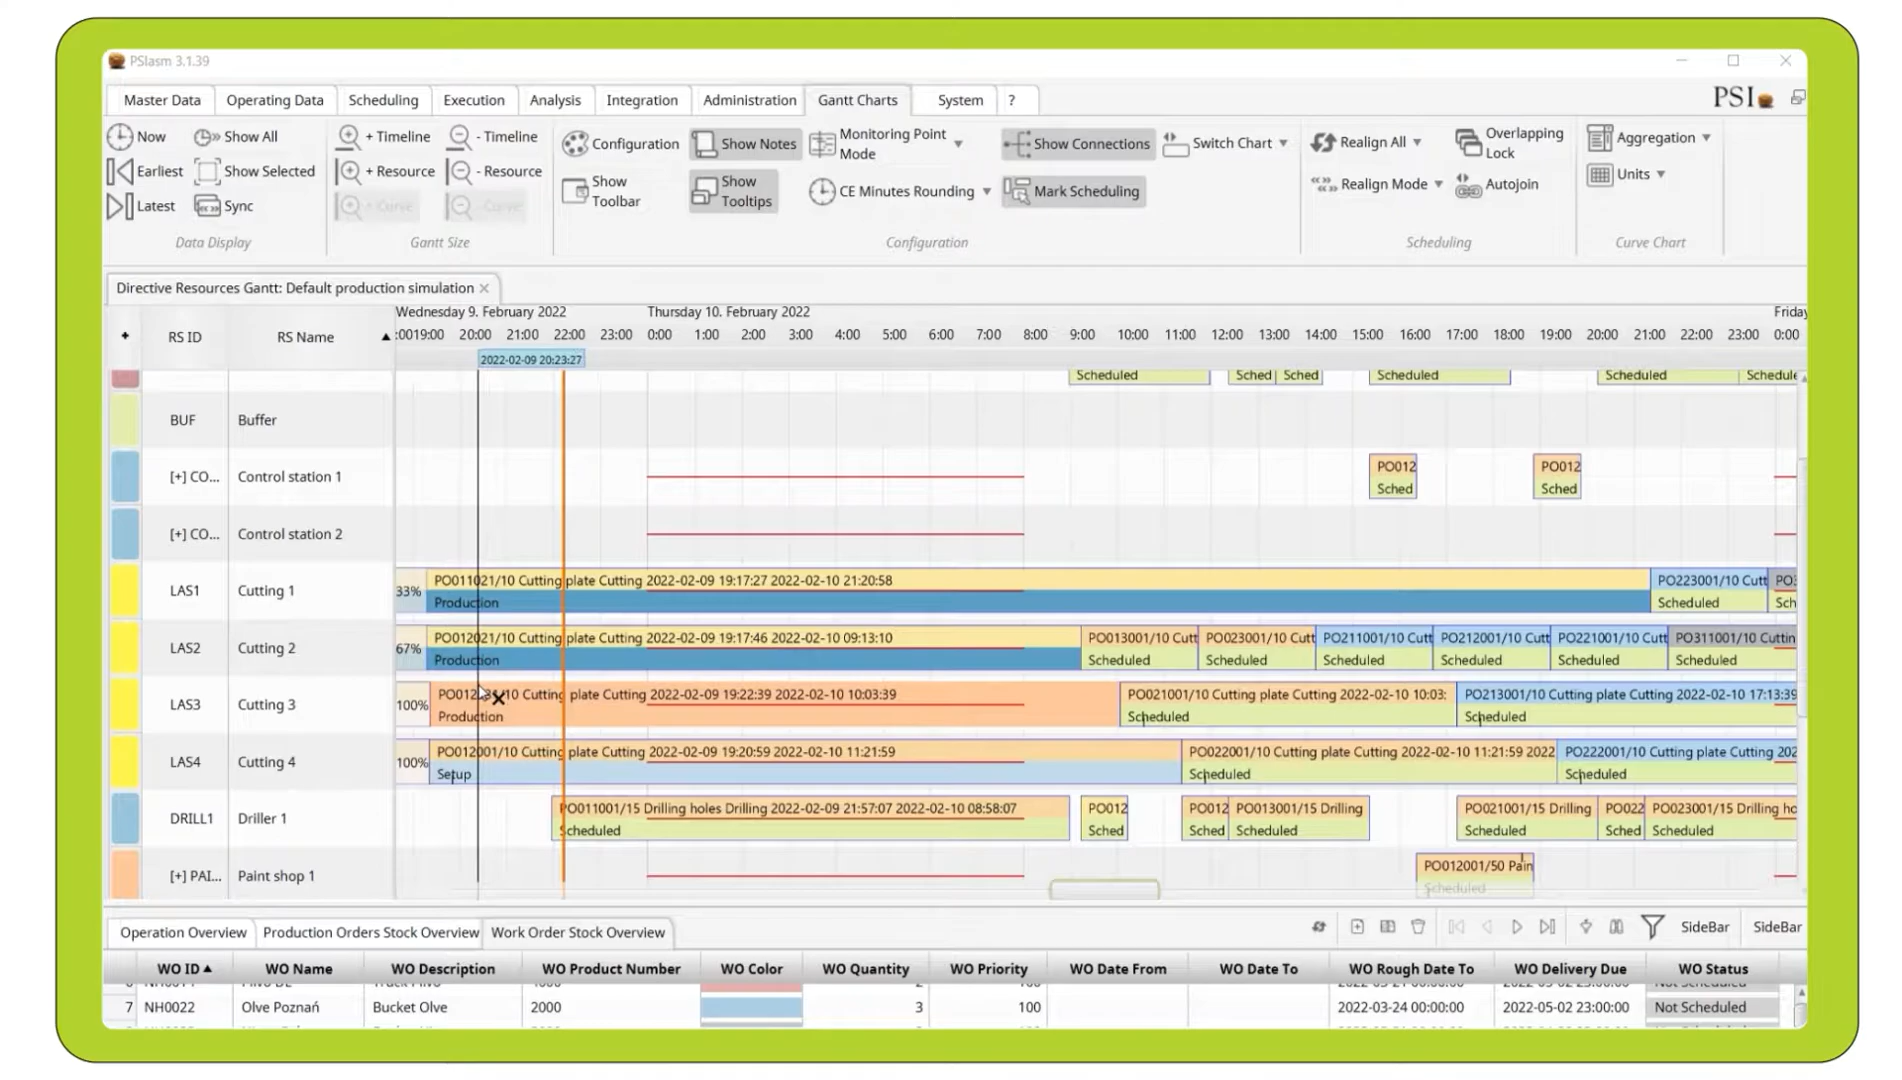 PSIasm 3.1.39
Master Data Operating Data Scheduling Execution Analysis Integration Administration Gantt Charts System ?
PSI
Now Show All + Timeline - Timeline Configuration Show Notes Monitoring Point Mode Show Connections Switch Chart Realign All Overlapping Lock Aggregation
Earliest Show Selected + Resource - Resource Show Toolbar Show Tooltips CE Minutes Rounding Mark Scheduling Realign Mode Autojoin Units
Latest Sync + Curve - Curve
Data Display Gantt Size Configuration Scheduling Curve Chart
Directive Resources Gantt: Default production simulation
Wednesday 9. February 2022 Thursday 10. February 2022 Friday
RS ID RS Name :00 19:00 20:00 21:00 22:00 23:00 0:00 1:00 2:00 3:00 4:00 5:00 6:00 7:00 8:00 9:00 10:00 11:00 12:00 13:00 14:00 15:00 16:00 17:00 18:00 19:00 20:00 21:00 22:00 23:00 0:00
2022-02-09 20:23:27
Scheduled Sched Sched Scheduled Scheduled Schedule
BUF Buffer
[+] CO... Control station 1 PO012 PO012
Sched Sched
[+] CO... Control station 2
LAS1 Cutting 1 33% PO011021/10 Cutting plate Cutting 2022-02-09 19:17:27 2022-02-10 21:20:58 PO223001/10 Cutt PO3
Production Scheduled Sch
LAS2 Cutting 2 67% PO012021/10 Cutting plate Cutting 2022-02-09 19:17:46 2022-02-10 09:13:10 PO013001/10 Cutt PO023001/10 Cutt PO211001/10 Cutt PO212001/10 Cutt PO221001/10 Cutt PO311001/10 Cuttin
Production Scheduled Scheduled Scheduled Scheduled Scheduled Scheduled
LAS3 Cutting 3 100% Cutting plate Cutting 2022-02-09 19:22:39 2022-02-10 10:03:39 PO021001/10 Cutting plate Cutting 2022-02-10 10:03: PO213001/10 Cutting plate Cutting 2022-02-10 17:13:39
Production Scheduled Scheduled
LAS4 Cutting 4 100% PO012001/10 Cutting plate Cutting 2022-02-09 19:20:59 2022-02-10 11:21:59 PO022001/10 Cutting plate Cutting 2022-02-10 11:21:59 2022 PO222001/10 Cutting plate Cutting 202
Setup Scheduled Scheduled
DRILL1 Driller 1 PO011001/15 Drilling holes Drilling 2022-02-09 21:57:07 2022-02-10 08:58:07 PO012 PO012 PO013001/15 Drilling PO021001/15 Drilling PO022 PO023001/15 Drilling ho
Scheduled Sched Sched Scheduled Scheduled Sched Scheduled
[+] PAI... Paint shop 1 PO012001/50 Pain
Scheduled
Operation Overview Production Orders Stock Overview Work Order Stock Overview SideBar SideBar
WO ID WO Name WO Description WO Product Number WO Color WO Quantity WO Priority WO Date From WO Date To WO Rough Date To WO Delivery Due WO Status
7 NH0022 Olve Poznań Bucket Olve 2000 3 100 2022-03-24 00:00:00 2022-05-02 23:00:00 Not Scheduled